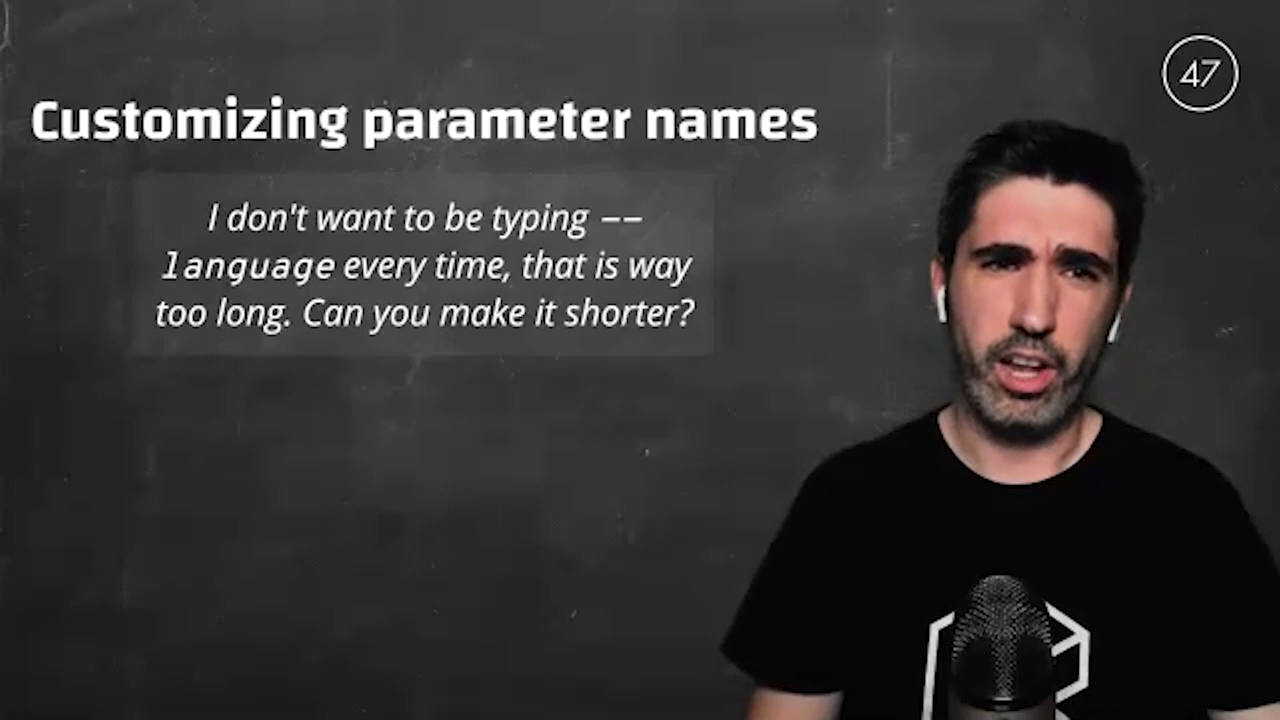 47
Customizing parameter names
I don't want to be typing --
language every time, that is way
too long. Can you make it shorter?